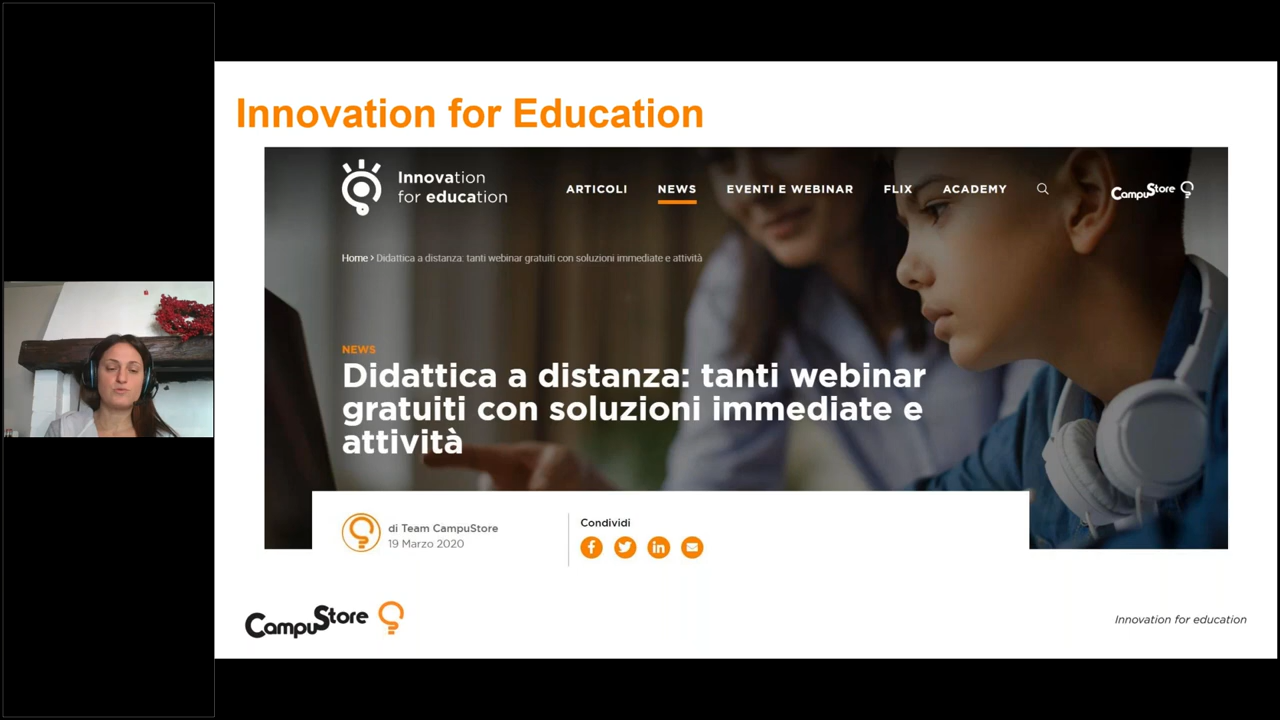 Innovation for Education
Innovation
for education
ARTICOLI NEWS EVENTI E WEBINAR FLIX ACADEMY
CampuStore
Home > Didattica a distanza: tanti webinar gratuiti con soluzioni immediate e attività
NEWS
Didattica a distanza: tanti webinar
gratuiti con soluzioni immediate e
attività
di Team CampuStore
19 Marzo 2020
Condividi
CampuStore
Innovation for education